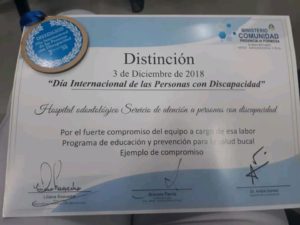 MINISTERIO
COMUNIDAD
Distinción
3 de Diciembre de 2018
"Día Internacional de las Personas con Discapacidad"
Hospital odontológico Servicio de atención a personas con discapacidad
Por el fuerte compromiso del equipo a cargo de esa labor
Programa de educación y prevención para la salud bucal
Ejemplo de compromiso